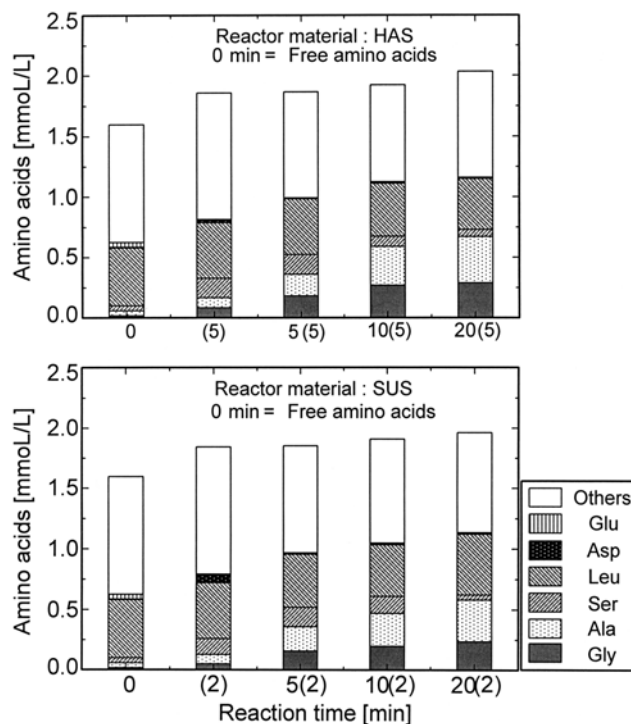 2.5
2.0
1.5
1.0
0.5
0.0
Amino acids [mmoL/L]
Reactor material : HAS
0 min = Free amino acids
0 (5) 5(5) 10(5) 20(5)
2.5
2.0
1.5
1.0
0.5
0.0
Amino acids [mmoL/L]
Reactor material : SUS
0 min = Free amino acids
0 (2) 5(2) 10(2) 20(2)
Reaction time [min]
Others
Glu
Asp
Leu
Ser
Ala
Gly